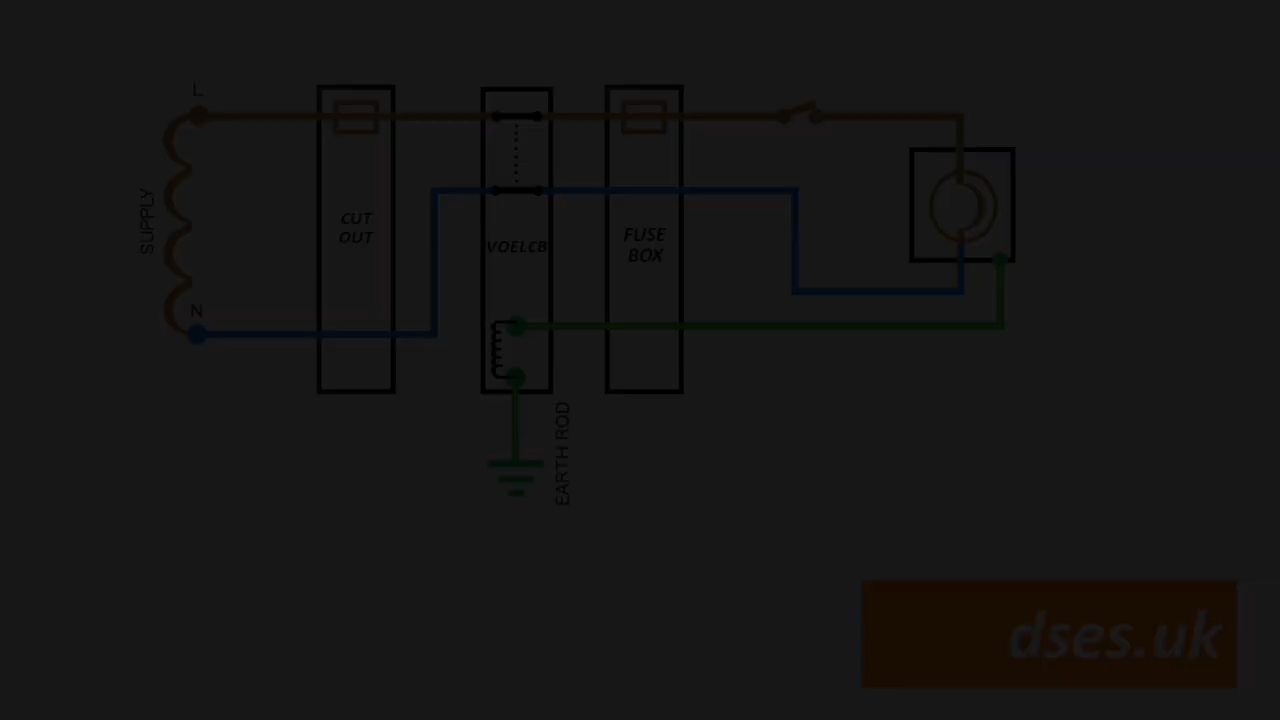 L
SUPPLY
N
CUT
OUT
VOELCB
FUSE
BOX
EARTH ROD
dses.uk